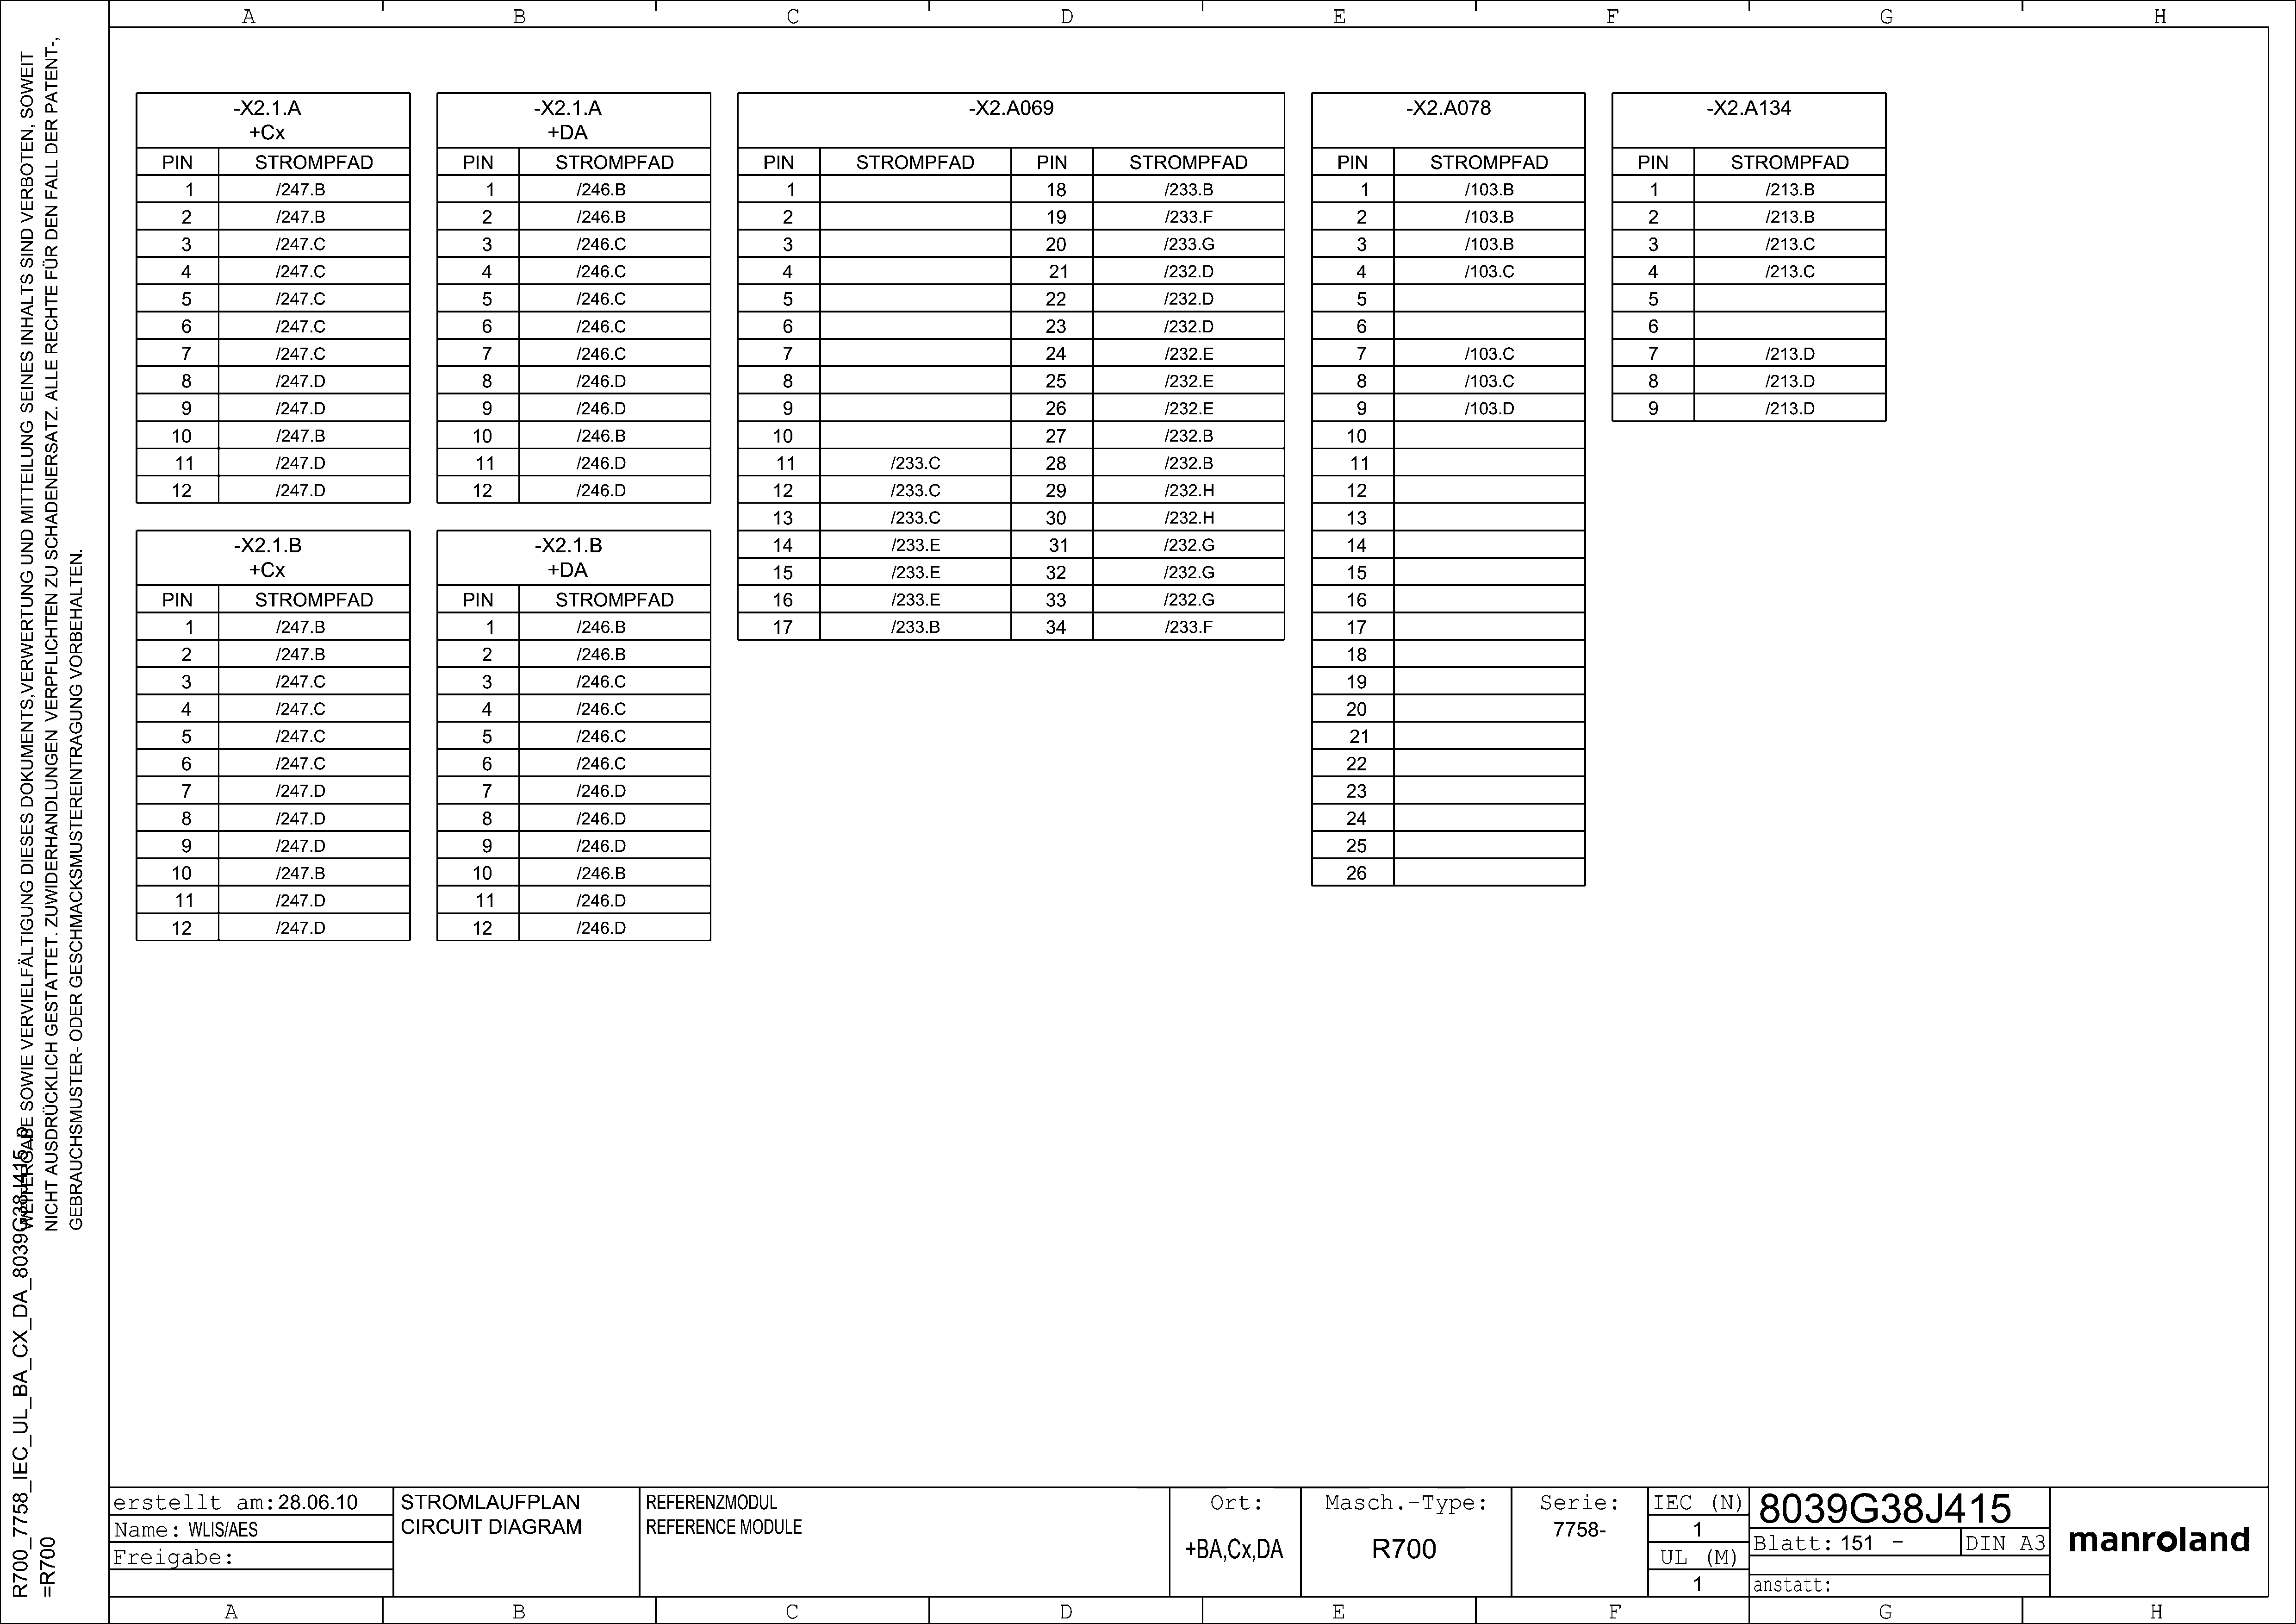 A B C D E F G H
-X2.1.A
+Cx
PIN STROMPFAD
1 /247.B
2 /247.B
3 /247.C
4 /247.C
5 /247.C
6 /247.C
7 /247.C
8 /247.D
9 /247.D
10 /247.B
11 /247.D
12 /247.D
-X2.1.B
+Cx
PIN STROMPFAD
1 /247.B
2 /247.B
3 /247.C
4 /247.C
5 /247.C
6 /247.C
7 /247.D
8 /247.D
9 /247.D
10 /247.B
11 /247.D
12 /247.D
-X2.1.A
+DA
PIN STROMPFAD
1 /246.B
2 /246.B
3 /246.C
4 /246.C
5 /246.C
6 /246.C
7 /246.C
8 /246.D
9 /246.D
10 /246.B
11 /246.D
12 /246.D
-X2.1.B
+DA
PIN STROMPFAD
1 /246.B
2 /246.B
3 /246.C
4 /246.C
5 /246.C
6 /246.C
7 /246.D
8 /246.D
9 /246.D
10 /246.B
11 /246.D
12 /246.D
-X2.A069
PIN STROMPFAD PIN STROMPFAD
1 18 /233.B
2 19 /233.F
3 20 /233.G
4 21 /232.D
5 22 /232.D
6 23 /232.D
7 24 /232.E
8 25 /232.E
9 26 /232.E
10 27 /232.B
11 /233.C 28 /232.B
12 /233.C 29 /232.H
13 /233.C 30 /232.H
14 /233.E 31 /232.G
15 /233.E 32 /232.G
16 /233.E 33 /232.G
17 /233.B 34 /233.F
-X2.A078
PIN STROMPFAD
1 /103.B
2 /103.B
3 /103.B
4 /103.C
5
6
7 /103.C
8 /103.C
9 /103.D
10
11
12
13
14
15
16
17
18
19
20
21
22
23
24
25
26
-X2.A134
PIN STROMPFAD
1 /213.B
2 /213.B
3 /213.C
4 /213.C
5
6
7 /213.D
8 /213.D
9 /213.D
WEITERGABE SOWIE VERVIELFÄLTIGUNG DIESES DOKUMENTS,VERWERTUNG UND MITTEILUNG SEINES INHALTS SIND VERBOTEN, SOWEIT
NICHT AUSDRÜCKLICH GESTATTET. ZUWIDERHANDLUNGEN VERPFLICHTEN ZU SCHADENERSATZ. ALLE RECHTE FÜR DEN FALL DER PATENT-,
GEBRAUCHSMUSTER- ODER GESCHMACKSMUSTEREINTRAGUNG VORBEHALTEN.
R700_7758_IEC_UL_BA_CX_DA_8039G38J415_D
=R700
erstellt am: 28.06.10
Name: WLIS/AES
Freigabe:
STROMLAUFPLAN
CIRCUIT DIAGRAM
REFERENZMODUL
REFERENCE MODULE
Ort:
+BA,Cx,DA
Masch.-Type:
R700
Serie:
7758-
IEC (N)
1
UL (M)
1
8039G38J415
Blatt: 151 - DIN A3
anstatt:
manroland
A B C D E F G H